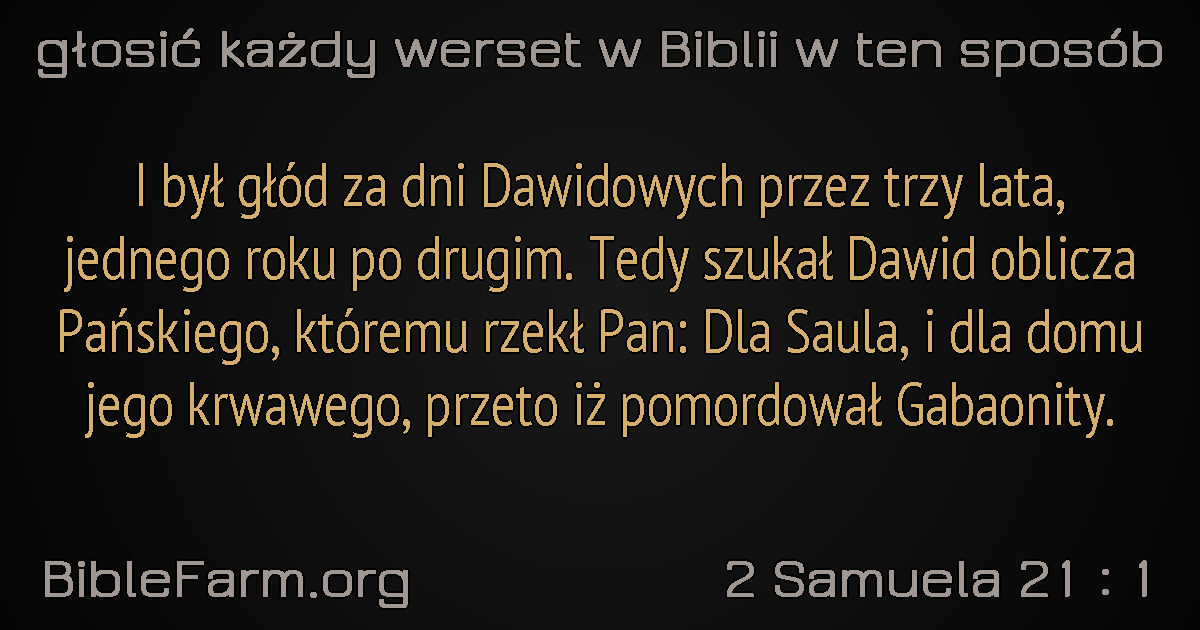 głosić każdy werset w Biblii w ten sposób
I był głód za dni Dawidowych przez trzy lata,
jednego roku po drugim. Tedy szukał Dawid oblicza
Pańskiego, któremu rzekł Pan: Dla Saula, i dla domu
jego krwawego, przeto iż pomordował Gabaonity.
BibleFarm.org
2 Samuela 21 : 1